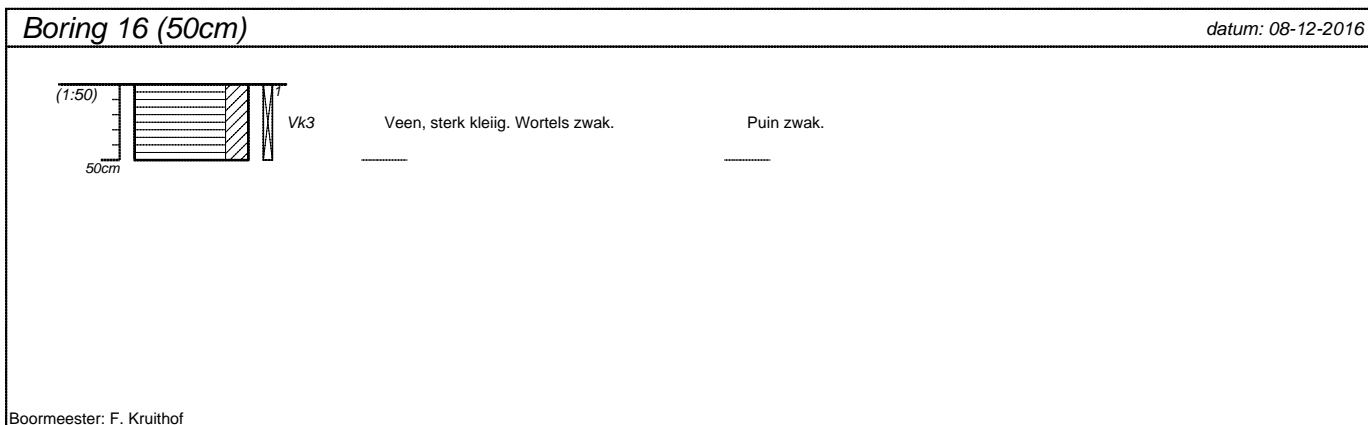 Boring 16 (50cm)
datum: 08-12-2016
(1:50)
1
Vk3
Veen, sterk kleiig. Wortels zwak.
Puin zwak.
50cm
Boormeester: F. Kruithof